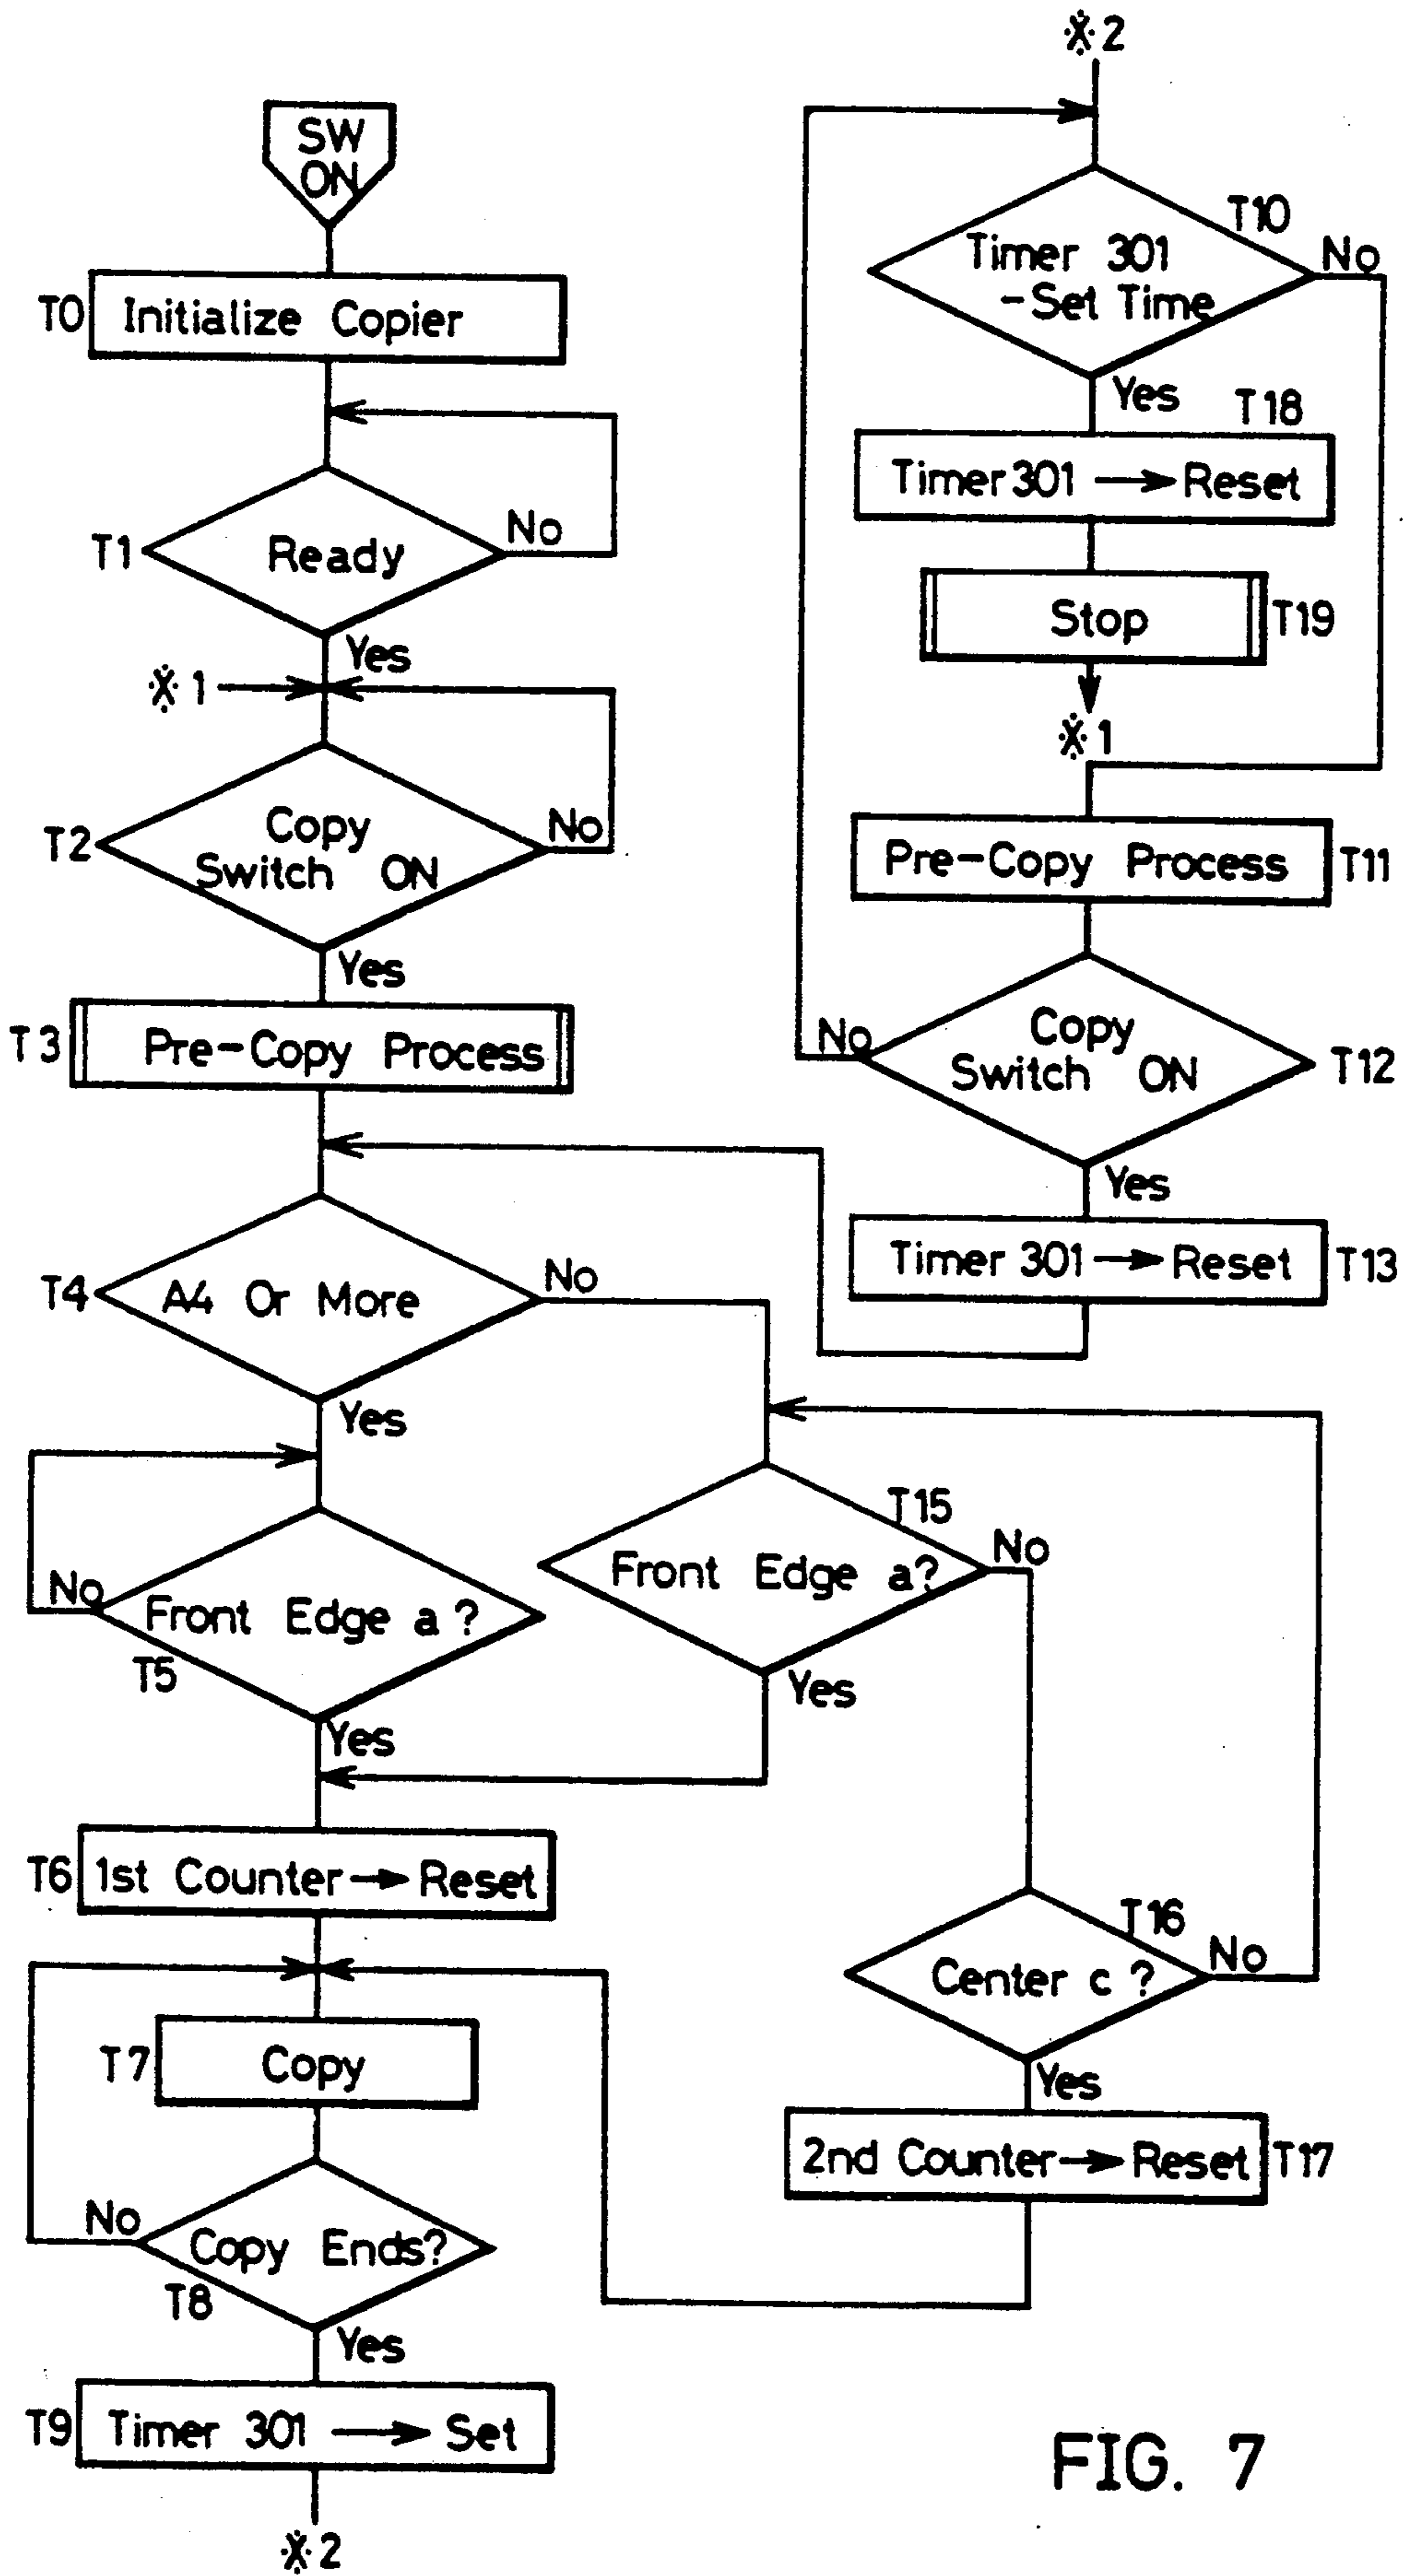 SW
ON
T0 Initialize Copier
T1 Ready No
Yes
※1
T2 Copy
Switch ON No
Yes
T3 Pre-Copy Process
T4 A4 Or More No
Yes
No Front Edge a ?
T5
Yes
T15
Front Edge a? No
Yes
T6 1st Counter → Reset
T16
Center c ? No
Yes
2nd Counter → Reset T17
T7 Copy
No Copy Ends?
T8
Yes
T9 Timer 301 → Set
※2
※2
T10
Timer 301
-Set Time No
Yes
T18
Timer 301 → Reset
Stop T19
※1
Pre-Copy Process T11
No Copy
Switch ON T12
Yes
Timer 301 → Reset T13
FIG. 7